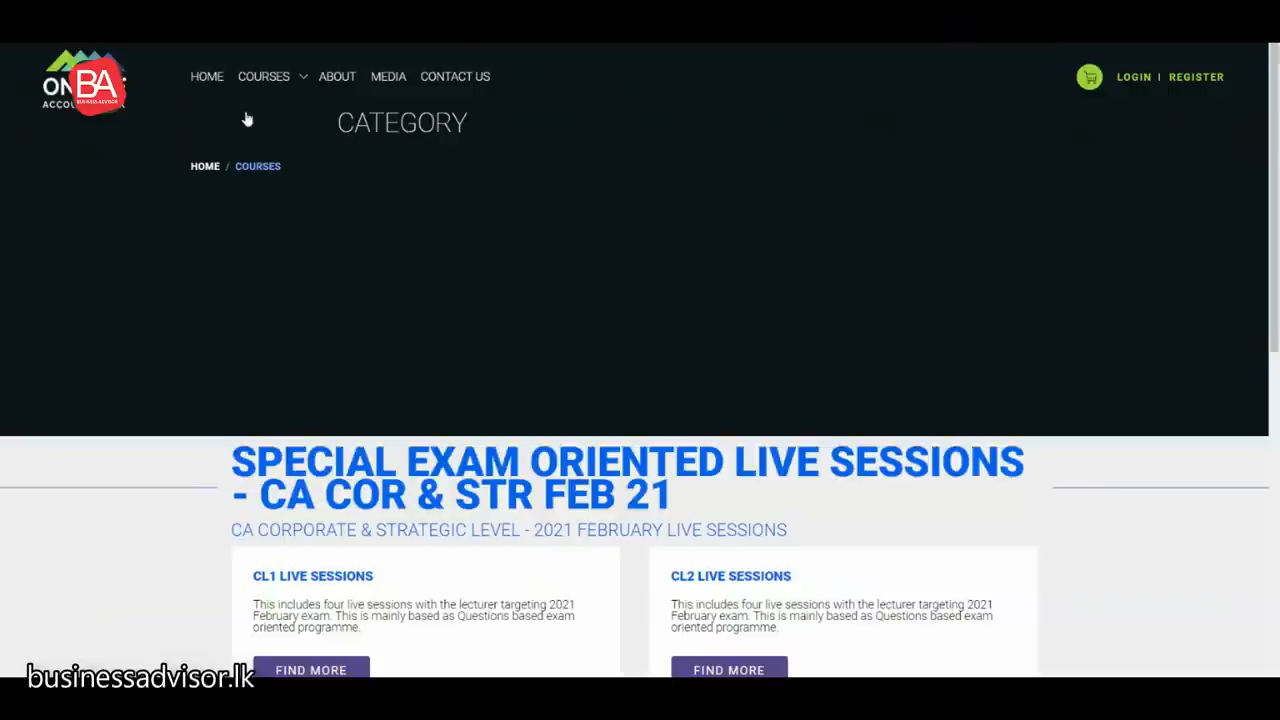 BA
BUSINESS ADVISOR
HOME COURSES ABOUT MEDIA CONTACT US
LOGIN | REGISTER
CATEGORY
HOME / COURSES
SPECIAL EXAM ORIENTED LIVE SESSIONS
- CA COR & STR FEB 21
CA CORPORATE & STRATEGIC LEVEL - 2021 FEBRUARY LIVE SESSIONS
CL1 LIVE SESSIONS
This includes four live sessions with the lecturer targeting 2021
February exam. This is mainly based as Questions based exam
oriented programme.
FIND MORE
CL2 LIVE SESSIONS
This includes four live sessions with the lecturer targeting 2021
February exam. This is mainly based as Questions based exam
oriented programme.
FIND MORE
businessadvisor.lk